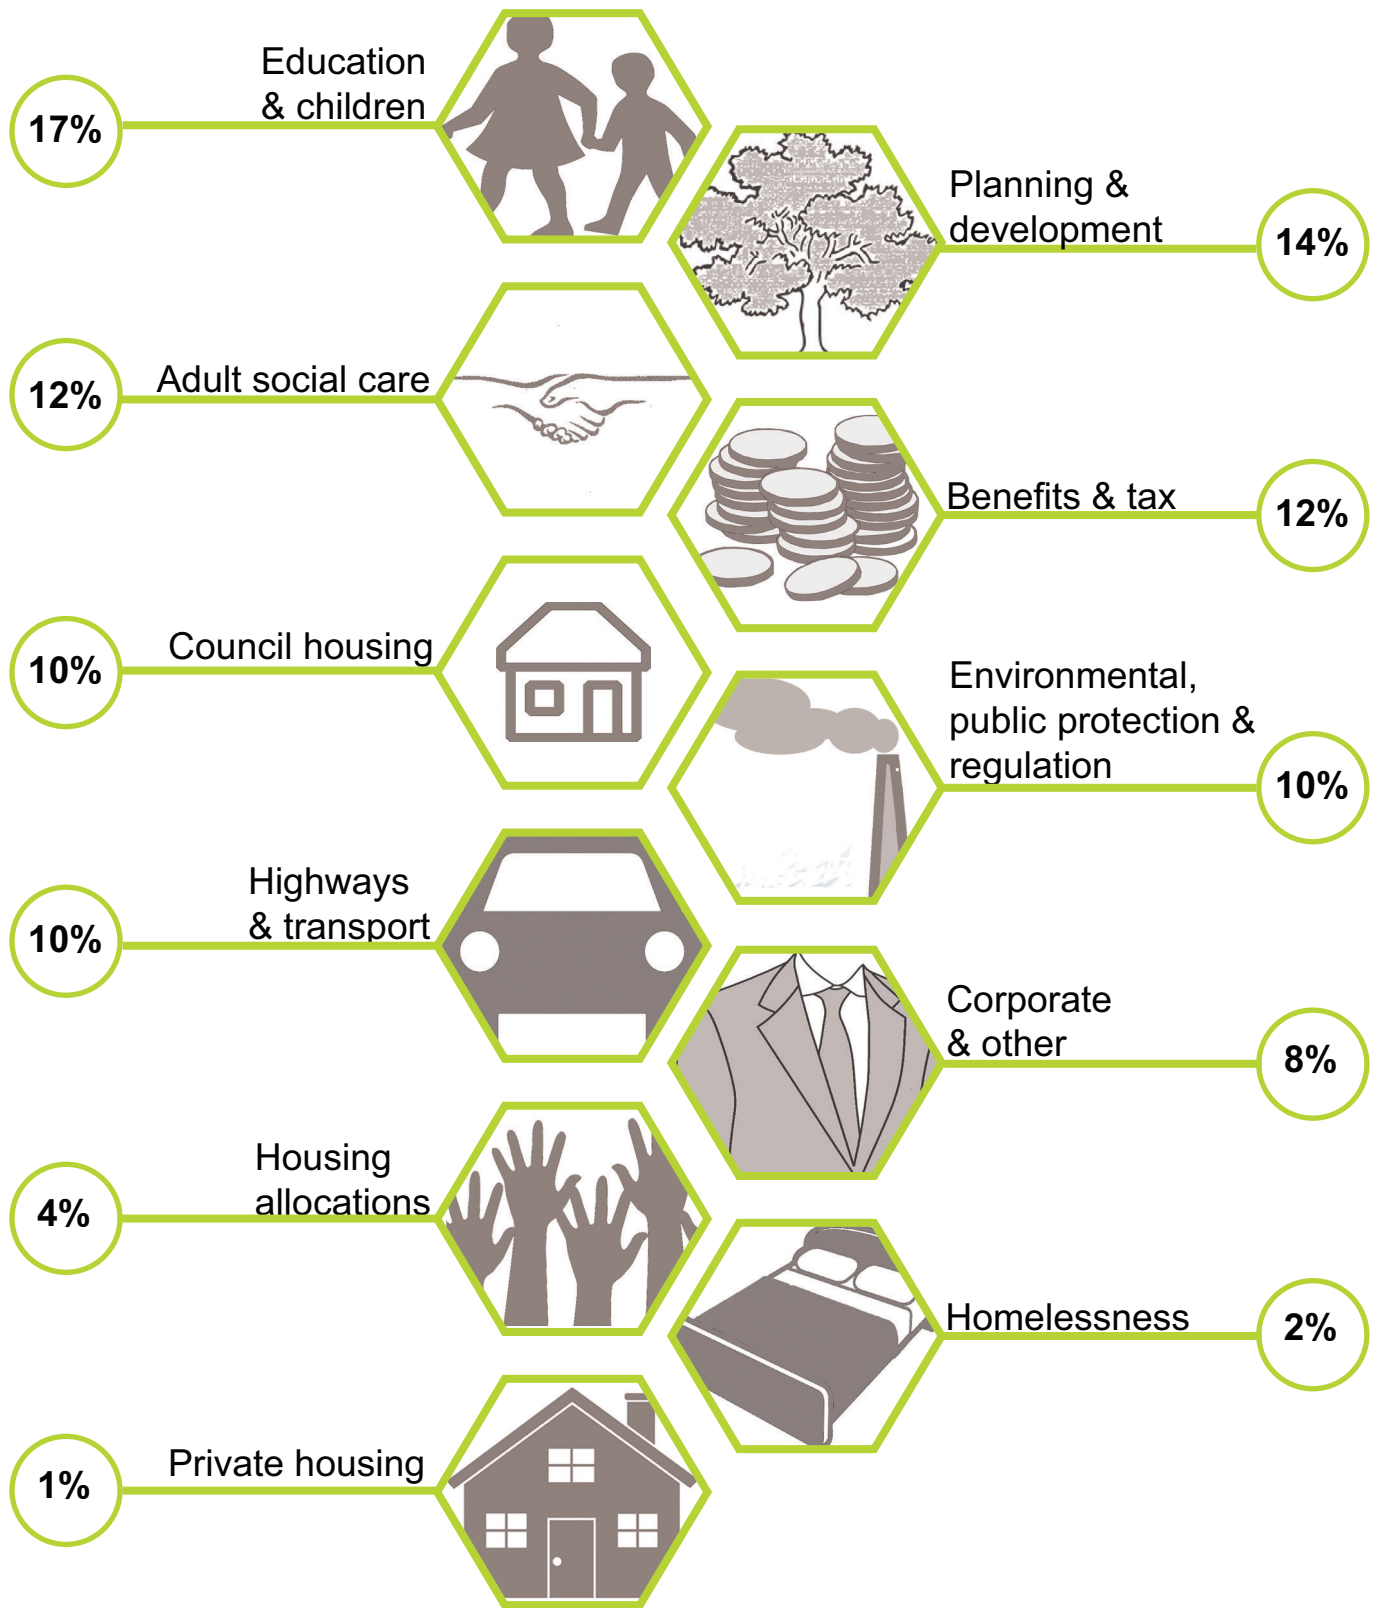 Education
& children
17%
Planning &
development
14%
Adult social care
12%
Benefits & tax
12%
Council housing
10%
Environmental,
public protection &
regulation
10%
Highways
& transport
10%
Corporate
& other
8%
Housing
allocations
4%
Homelessness
2%
Private housing
1%